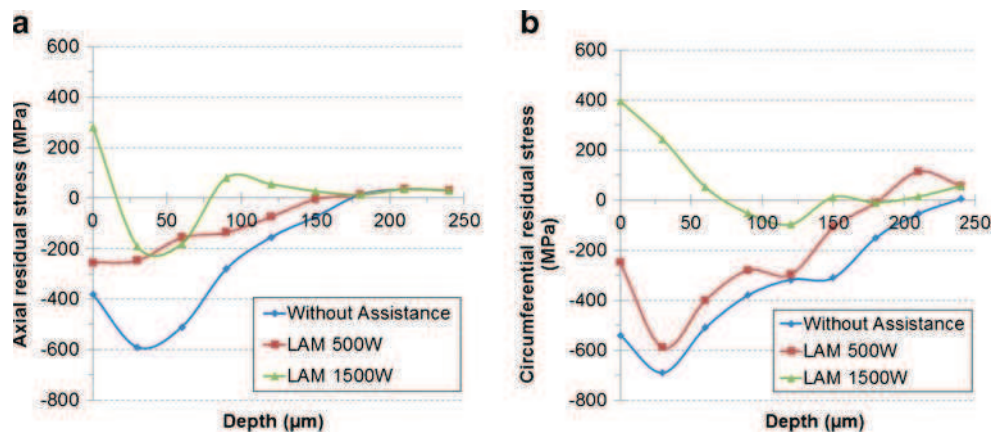 a
Axial residual stress (MPa)
600
400
200
0
-200
-400
-600
-800
0
50
100
150
200
250
Without Assistance
LAM 500W
LAM 1500W
Depth (µm)
b
Circumferential residual stress
(MPa)
600
400
200
0
-200
-400
-600
-800
0
50
100
150
200
250
Without Assistance
LAM 500W
LAM 1500W
Depth (µm)